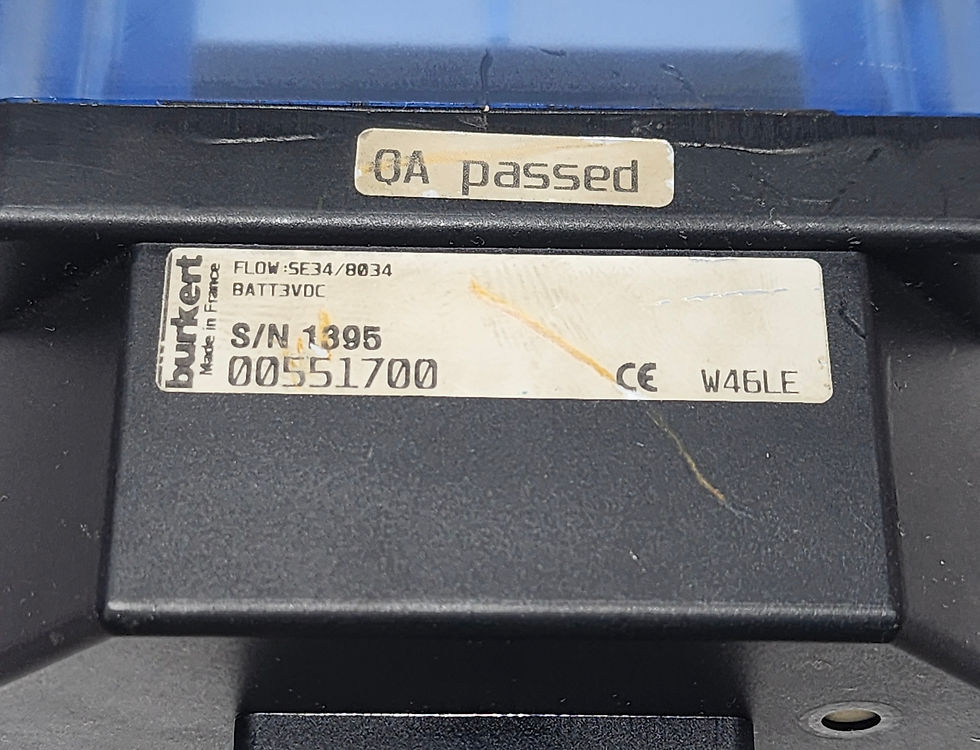 QA passed
burkert
Made in France
FLOW:SE34/8034
BATT3VDC
S/N 1395
00551700
CE W46LE